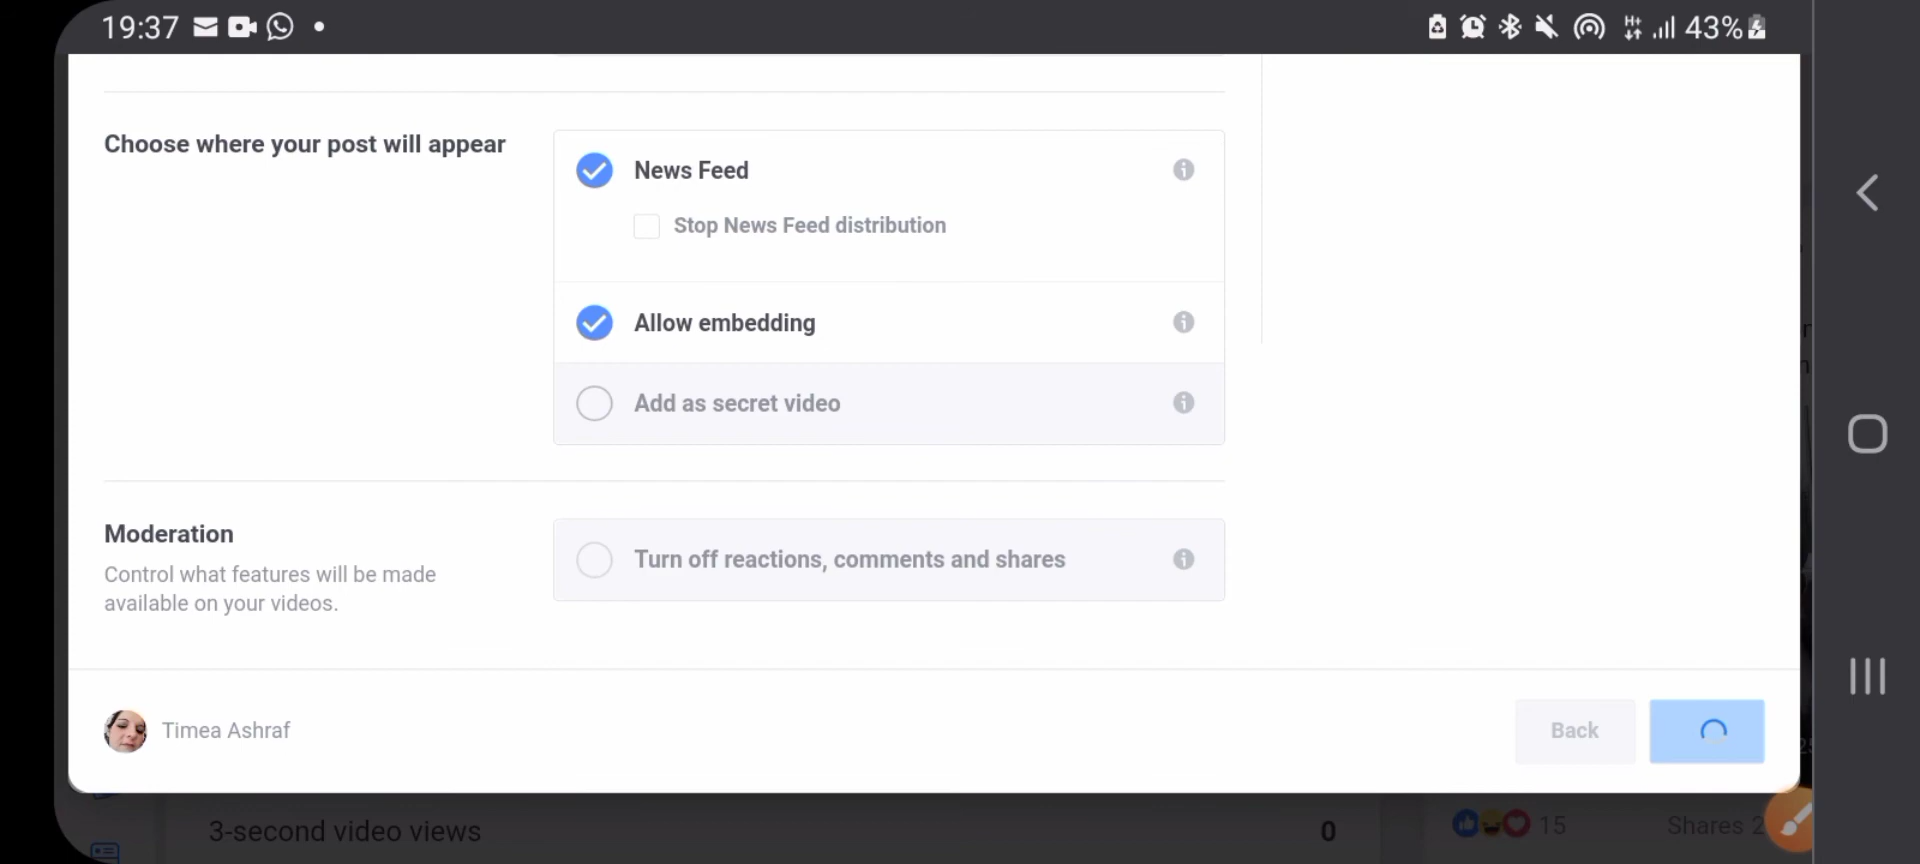 19:37
43%
Choose where your post will appear
News Feed
Stop News Feed distribution
Allow embedding
Add as secret video
Moderation
Control what features will be made
available on your videos.
Turn off reactions, comments and shares
Timea Ashraf
Back
3-second video views
0
15
Shares 2